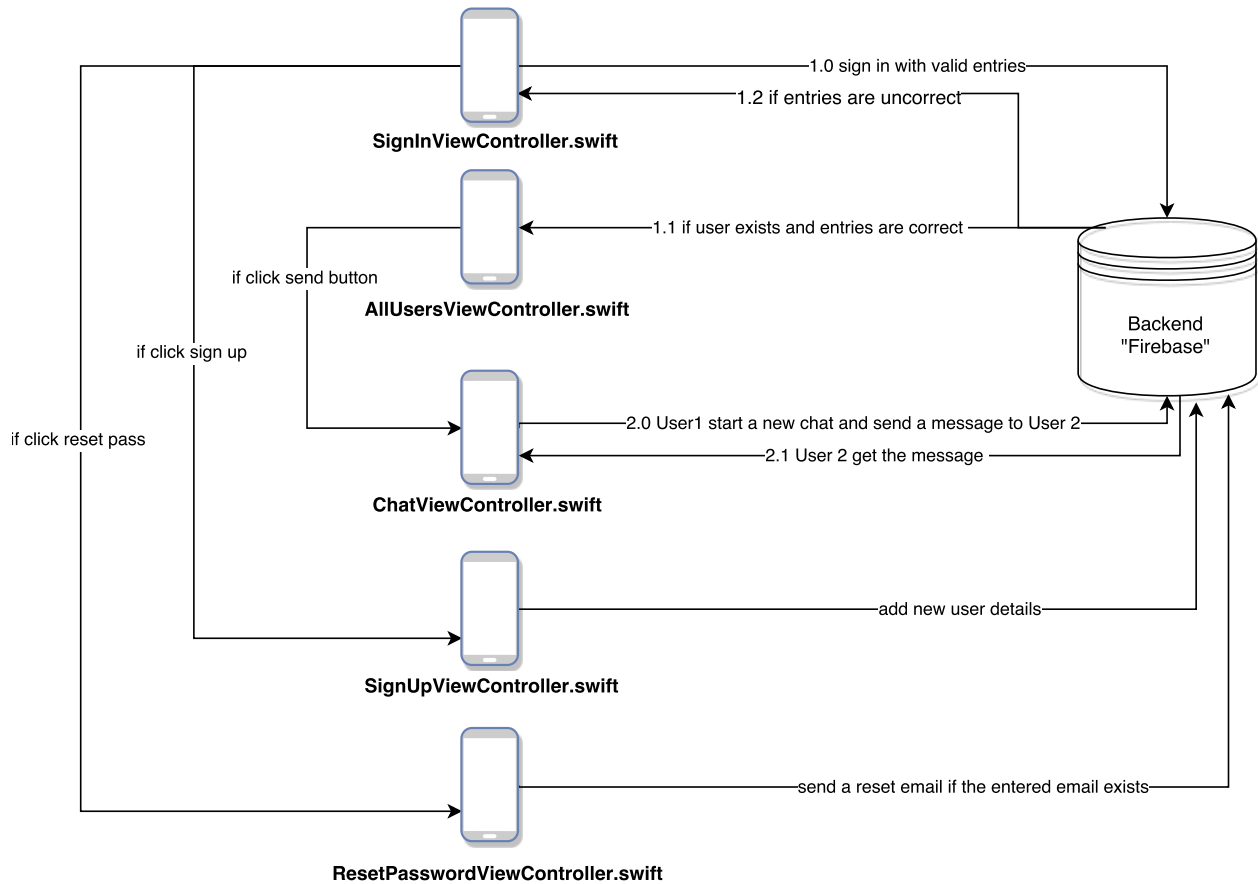 1.0 sign in with valid entries
1.2 if entries are uncorrect
SignInViewController.swift
1.1 if user exists and entries are correct
if click send button
AllUsersViewController.swift
Backend
"Firebase"
if click sign up
2.0 User1 start a new chat and send a message to User 2
if click reset pass
2.1 User 2 get the message
ChatViewController.swift
add new user details
SignUpViewController.swift
send a reset email if the entered email exists
ResetPasswordViewController.swift